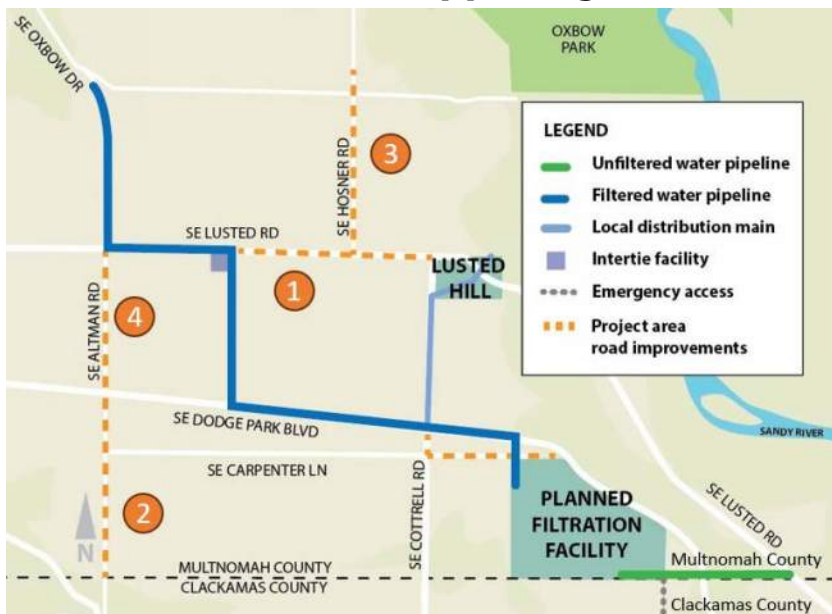 SE OXBOW DR
OXBOW
PARK
LEGEND
Unfiltered water pipeline
Filtered water pipeline
Local distribution main
Intertie facility
Emergency access
Project area
road improvements
3
SE HOSNER RD
SE LUSTED RD
LUSTED
HILL
1
4
SE ALTMAN RD
SE DODGE PARK BLVD
SANDY RIVER
SE CARPENTER LN
SE COTTRELL RD
SE LUSTED RD
PLANNED
FILTRATION
FACILITY
2
N
MULTNOMAH COUNTY
CLACKAMAS COUNTY
Multnomah County
Clackamas County